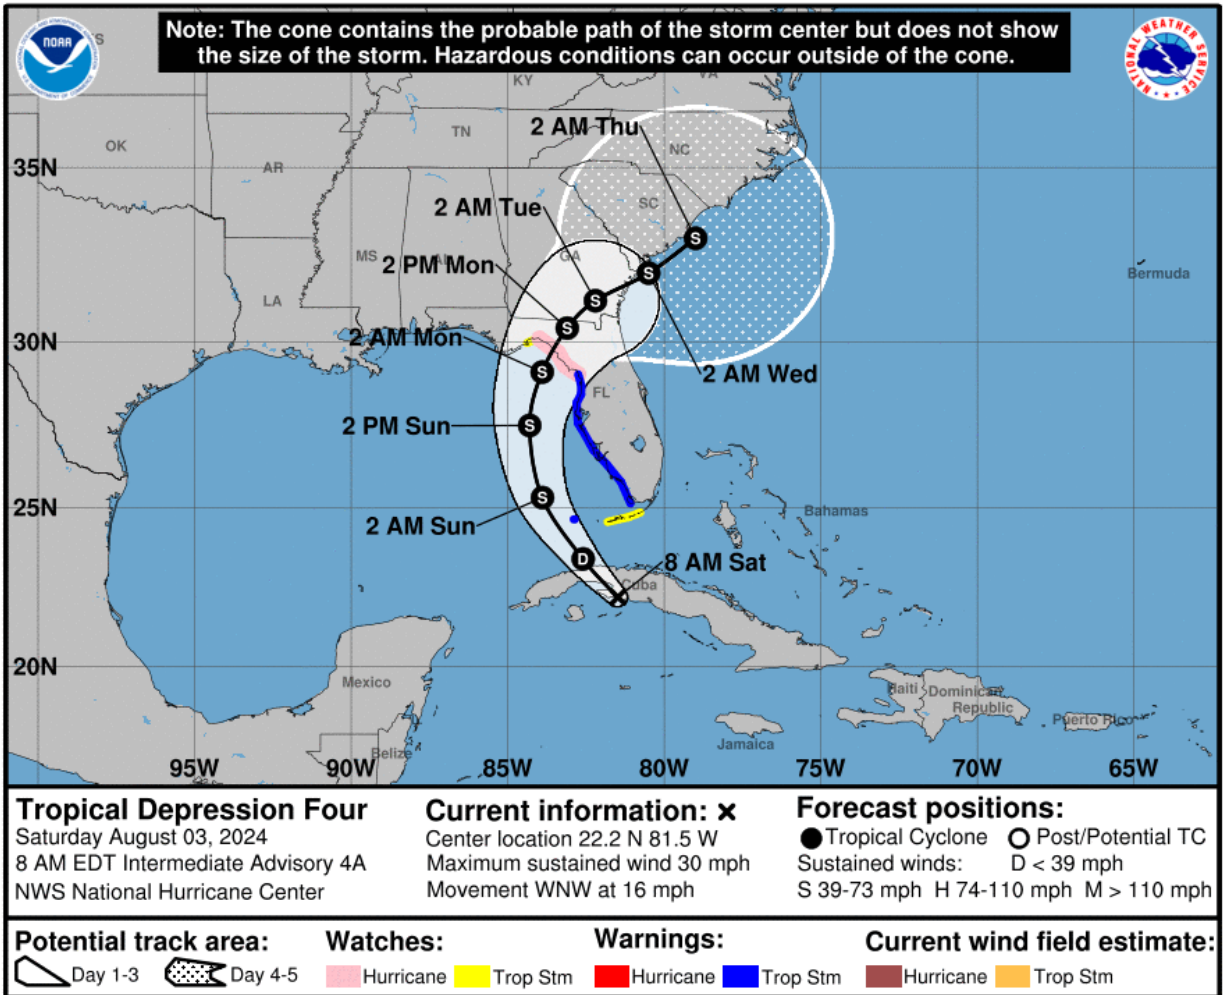 Note: The cone contains the probable path of the storm center but does not show
the size of the storm. Hazardous conditions can occur outside of the cone.
NOAA
NATIONAL WEATHER SERVICE
KS
KY
VA
OK
TN
AR
NC
2 AM Thu
35N
SC
2 AM Tue
MS
AL
GA
2 PM Mon
Bermuda
LA
30N
2 AM Mon
2 AM Wed
FL
2 PM Sun
25N
Bahamas
2 AM Sun
8 AM Sat
Cuba
20N
Mexico
Haiti
Dominican
Republic
Puerto Rico
Jamaica
Belize
95W 90W 85W 80W 75W 70W 65W
S
S
S
S
S
S
S
D
Tropical Depression Four
Saturday August 03, 2024
8 AM EDT Intermediate Advisory 4A
NWS National Hurricane Center
Current information: ×
Center location 22.2 N 81.5 W
Maximum sustained wind 30 mph
Movement WNW at 16 mph
Forecast positions:
Tropical Cyclone Post/Potential TC
Sustained winds: D < 39 mph
S 39-73 mph H 74-110 mph M > 110 mph
Potential track area:
Day 1-3 Day 4-5
Watches:
Hurricane Trop Stm
Warnings:
Hurricane Trop Stm
Current wind field estimate:
Hurricane Trop Stm